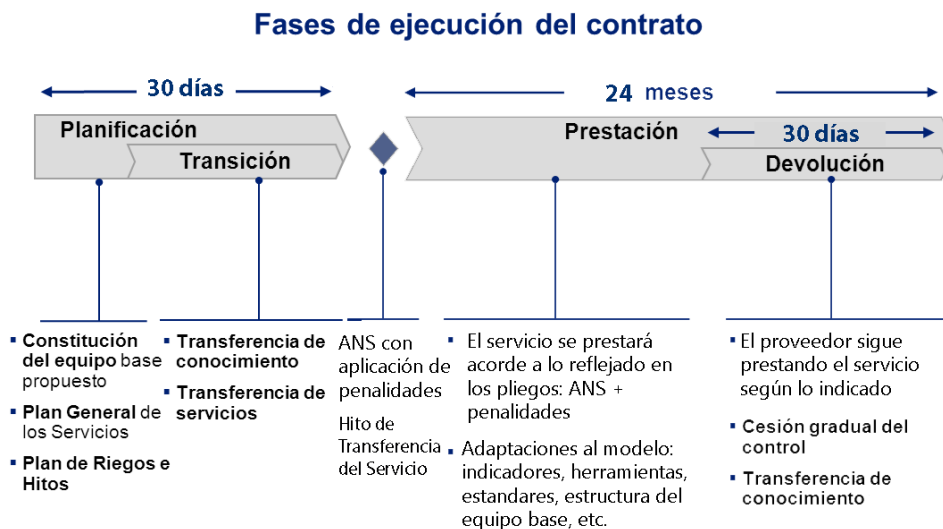 Fases de ejecución del contrato
30 días
24 meses
Planificación
Transición
Prestación
30 días
Devolución
▪ Constitución
del equipo base
propuesto
▪ Plan General de
los Servicios
▪ Plan de Riegos e
Hitos
▪ Transferencia de
conocimiento
▪ Transferencia de
servicios
ANS con
aplicación de
penalidades
Hito de
Transferencia
del Servicio
▪ El servicio se prestará
acorde a lo reflejado en
los pliegos: ANS +
penalidades
▪ Adaptaciones al modelo:
indicadores, herramientas,
estandares, estructura del
equipo base, etc.
▪ El proveedor sigue
prestando el servicio
según lo indicado
▪ Cesión gradual del
control
▪ Transferencia de
conocimiento